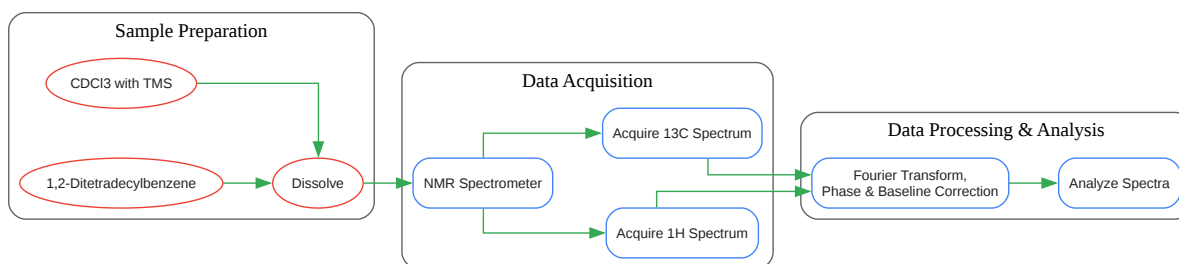 Sample Preparation
CDCl3 with TMS
1,2-Ditetradecylbenzene
Dissolve
Data Acquisition
NMR Spectrometer
Acquire 13C Spectrum
Acquire 1H Spectrum
Data Processing & Analysis
Fourier Transform,
Phase & Baseline Correction
Analyze Spectra